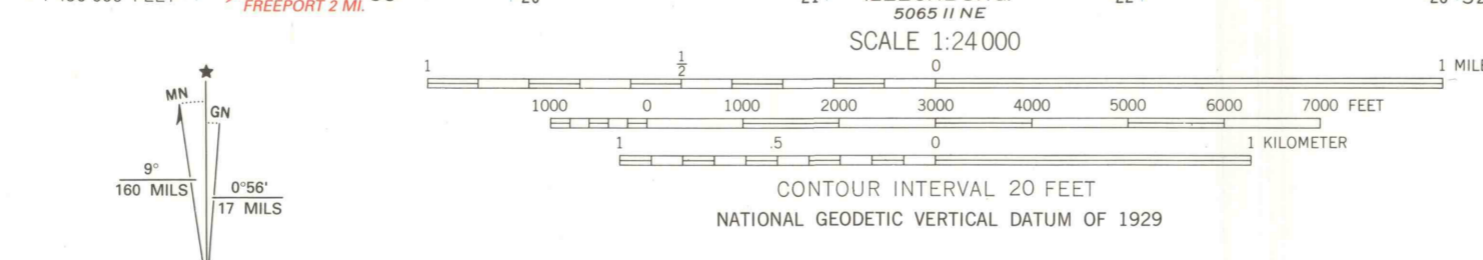 FREEPORT 2 MI.
5065 II NE
SCALE 1:24 000
1 1/2 0 1 MILE
1000 0 1000 2000 3000 4000 5000 6000 7000 FEET
1 .5 0 1 KILOMETER
CONTOUR INTERVAL 20 FEET
NATIONAL GEODETIC VERTICAL DATUM OF 1929
MN
GN
9°
160 MILS
0°56'
17 MILS